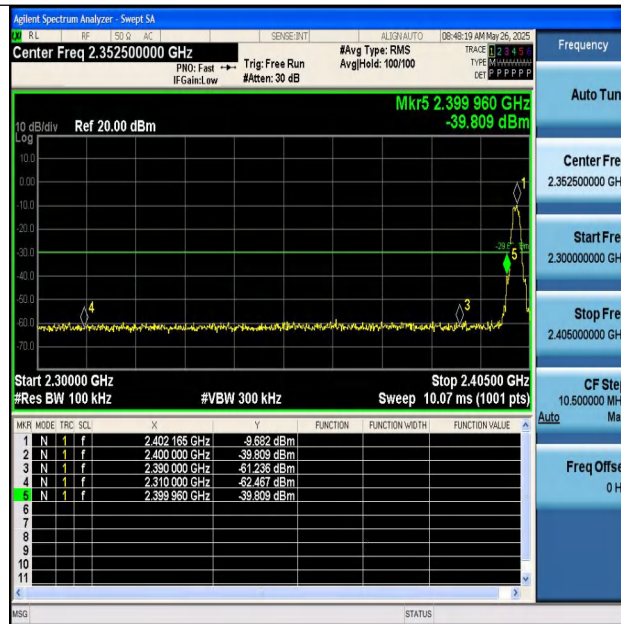 Agilent Spectrum Analyzer - Swept SA
RL RF 50 Ω AC SENSE:INT ALIGN AUTO 08:48:19 AM May 26, 2025
Center Freq 2.352500000 GHz
PNO: Fast
IFGain:Low
Trig: Free Run
#Atten: 30 dB
#Avg Type: RMS
Avg|Hold: 100/100
TRACE 1 2 3 4 5 6
TYPE M
DET P P P P P P
Frequency
Mkr5 2.399 960 GHz
-39.809 dBm
10 dB/div Ref 20.00 dBm
Log
10.0
0.00
-10.0
-20.0
-30.0
-40.0
-50.0
-60.0
-70.0
1
5
3
4
Start 2.30000 GHz Stop 2.40500 GHz
#Res BW 100 kHz #VBW 300 kHz Sweep 10.07 ms (1001 pts)
MKR MODE TRC SCL X Y FUNCTION FUNCTION WIDTH FUNCTION VALUE
1 N 1 f 2.402 165 GHz -9.682 dBm
2 N 1 f 2.400 000 GHz -39.809 dBm
3 N 1 f 2.390 000 GHz -61.236 dBm
4 N 1 f 2.310 000 GHz -62.467 dBm
5 N 1 f 2.399 960 GHz -39.809 dBm
6
7
8
9
10
11
MSG STATUS
Auto Tun
Center Fre
2.352500000 GH
Start Fre
2.300000000 GH
Stop Fre
2.405000000 GH
CF Ste
10.500000 MH
Auto Ma
Freq Offse
0 H